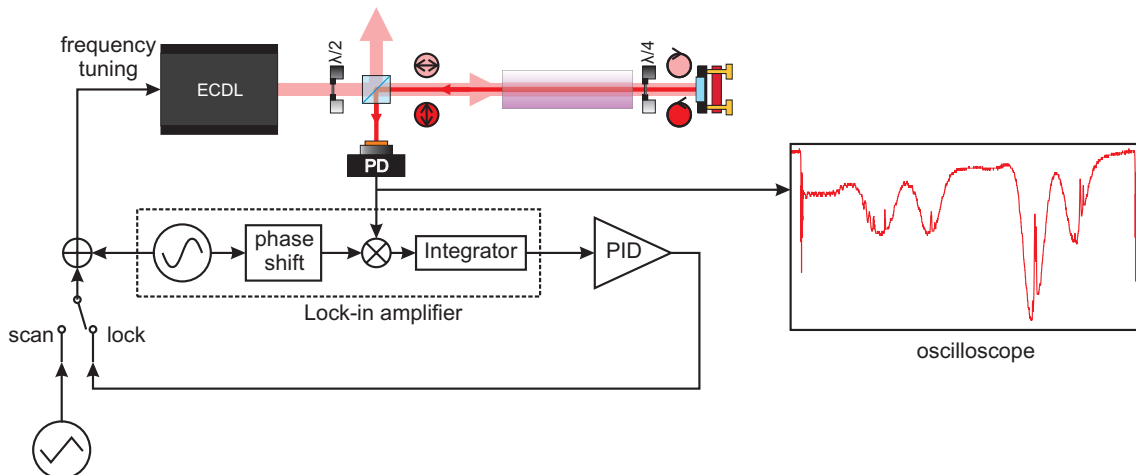 frequency
tuning
ECDL
λ/2
λ/4
PD
phase
shift
Integrator
PID
Lock-in amplifier
scan
lock
oscilloscope